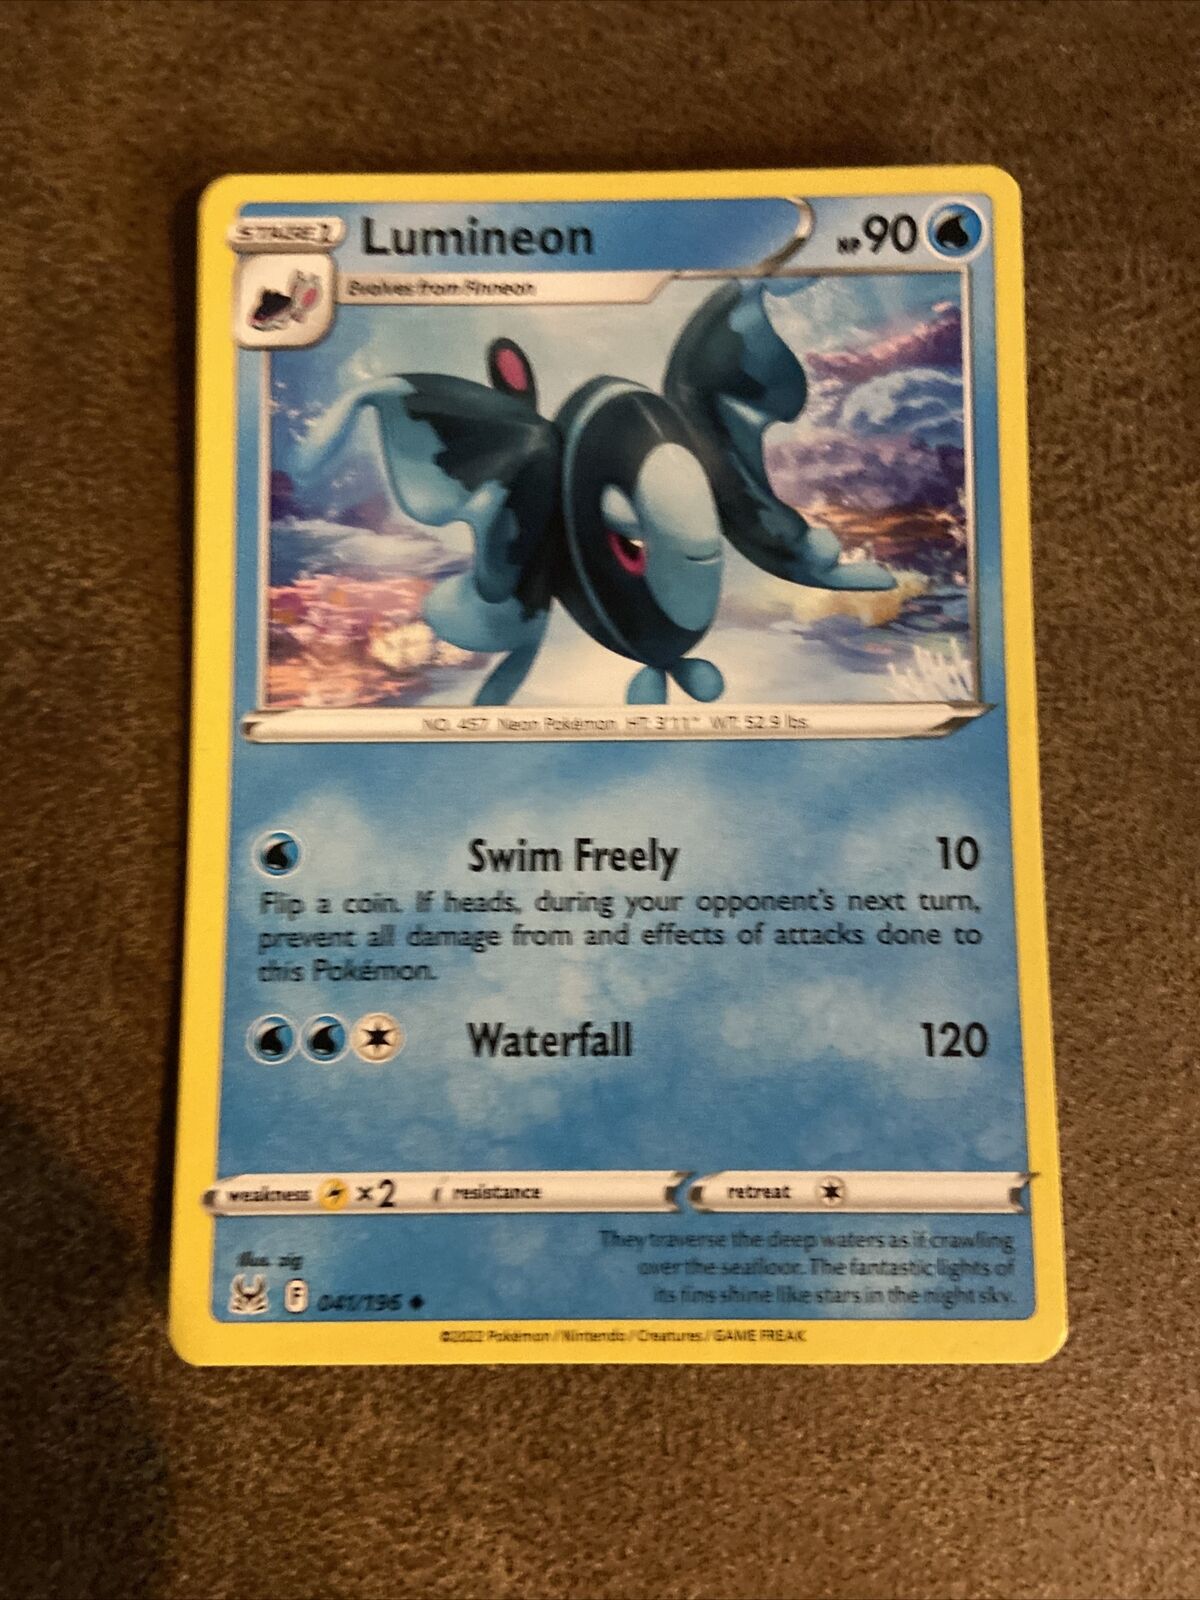 STAGE 1 Lumineon HP 90
Evolves from Finneon
NO. 457 Neon Pokémon HT: 3'11" WT: 52.9 lbs.
Swim Freely 10
Flip a coin. If heads, during your opponent's next turn,
prevent all damage from and effects of attacks done to
this Pokémon.
Waterfall 120
weakness ×2 resistance retreat
They traverse the deep waters as if crawling
over the seafloor. The fantastic lights of
its fins shine like stars in the night sky.
Illus. zig
F 041/196
©2022 Pokémon / Nintendo / Creatures / GAME FREAK